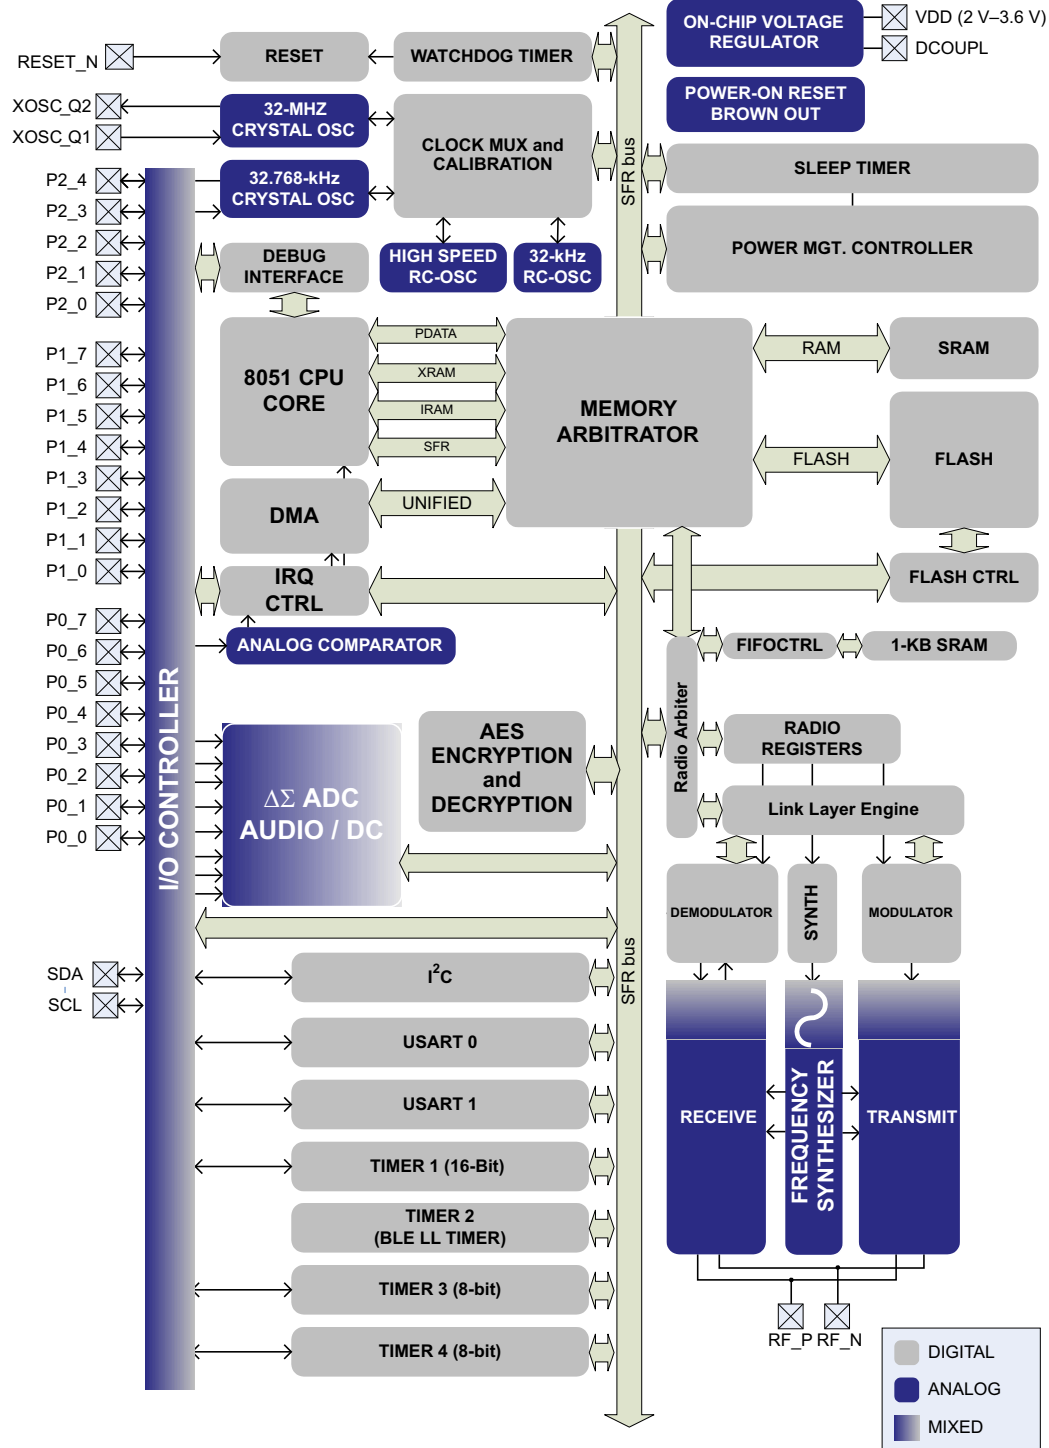 ON-CHIP VOLTAGE
REGULATOR
VDD (2 V–3.6 V)
DCOUPL
RESET_N
RESET
WATCHDOG TIMER
XOSC_Q2
XOSC_Q1
32-MHZ
CRYSTAL OSC
CLOCK MUX and
CALIBRATION
POWER-ON RESET
BROWN OUT
SFR bus
SLEEP TIMER
P2_4
P2_3
P2_2
P2_1
P2_0
32.768-kHz
CRYSTAL OSC
POWER MGT. CONTROLLER
DEBUG
INTERFACE
HIGH SPEED
RC-OSC
32-kHz
RC-OSC
P1_7
P1_6
P1_5
P1_4
P1_3
P1_2
P1_1
P1_0
8051 CPU
CORE
PDATA
XRAM
IRAM
SFR
MEMORY
ARBITRATOR
RAM
SRAM
FLASH
FLASH
DMA
UNIFIED
IRQ
CTRL
FLASH CTRL
P0_7
P0_6
P0_5
P0_4
P0_3
P0_2
P0_1
P0_0
ANALOG COMPARATOR
FIFOCTRL
1-KB SRAM
I/O CONTROLLER
Radio Arbiter
RADIO
REGISTERS
AES
ENCRYPTION
and
DECRYPTION
ΔΣ ADC
AUDIO / DC
Link Layer Engine
DEMODULATOR
SYNTH
MODULATOR
SDA
SCL
I2C
SFR bus
USART 0
USART 1
TIMER 1 (16-Bit)
TIMER 2
(BLE LL TIMER)
TIMER 3 (8-bit)
TIMER 4 (8-bit)
RECEIVE
FREQUENCY
SYNTHESIZER
TRANSMIT
RF_P
RF_N
DIGITAL
ANALOG
MIXED